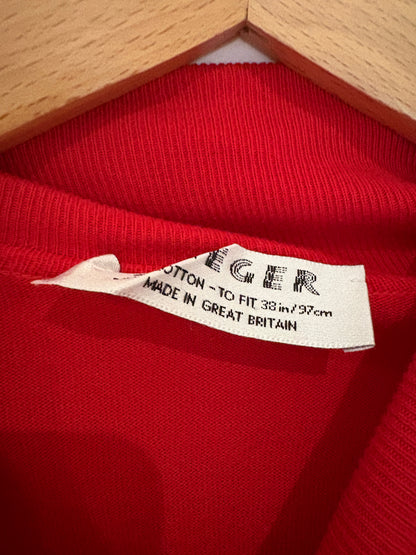 EGER
OTTON - TO FIT 38in/97cm
MADE IN GREAT BRITAIN